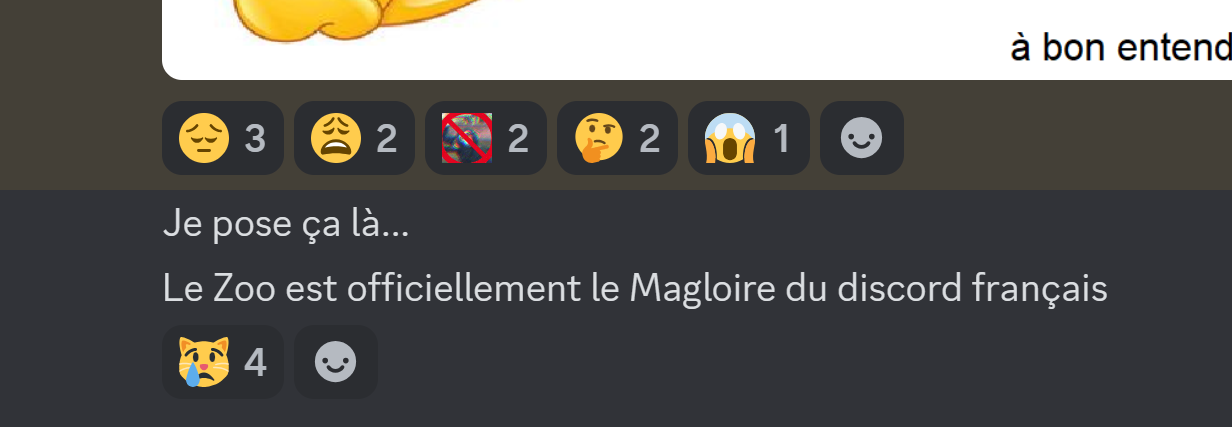 à bon entend
3 2 2 2 1
Je pose ça là...
Le Zoo est officiellement le Magloire du discord français
4